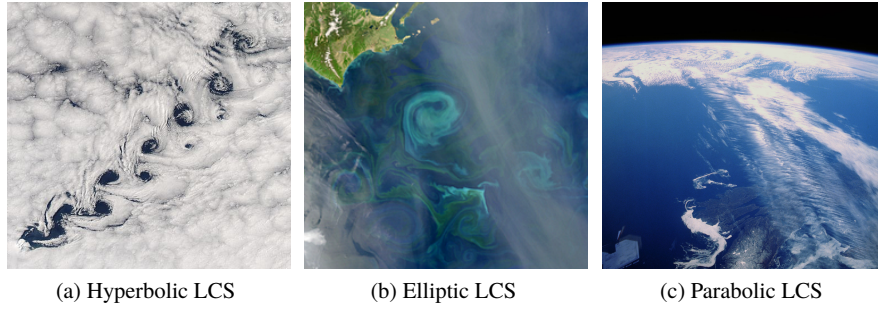 (a) Hyperbolic LCS
(b) Elliptic LCS
(c) Parabolic LCS